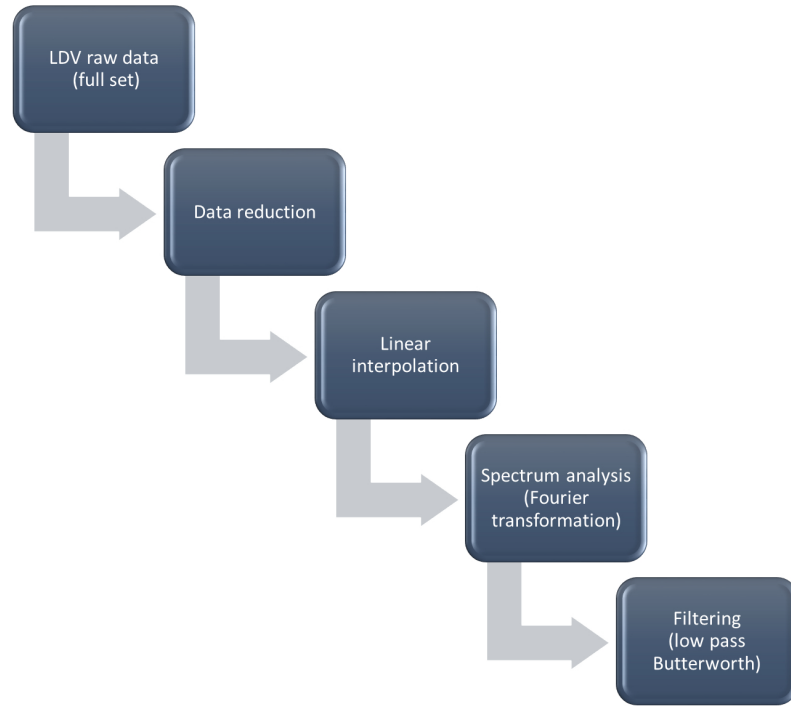 LDV raw data
(full set)
Data reduction
Linear
interpolation
Spectrum analysis
(Fourier
transformation)
Filtering
(low pass
Butterworth)